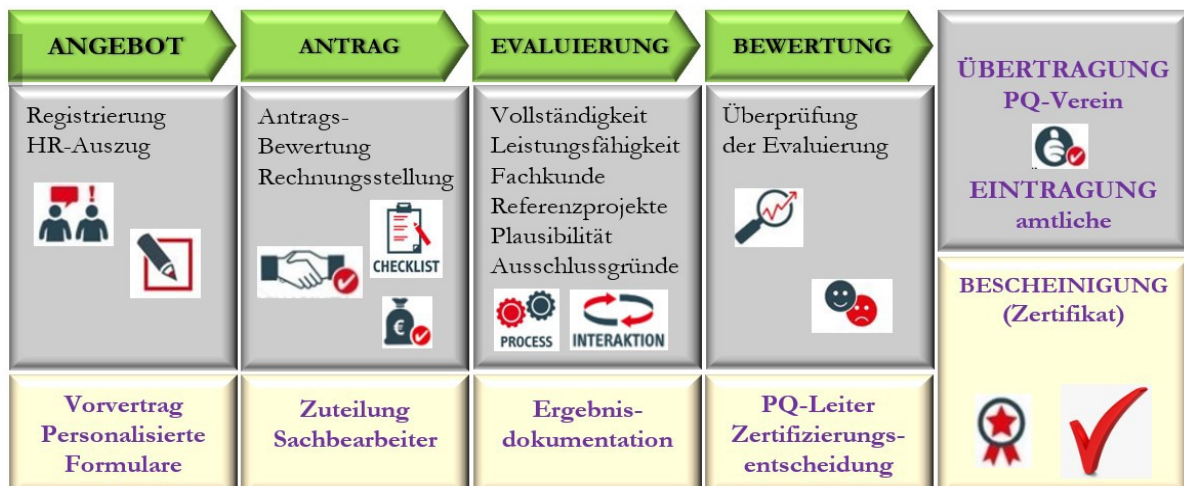 ANGEBOT
Registrierung
HR-Auszug
Vorvertrag
Personalisierte
Formulare
ANTRAG
Antrags-
Bewertung
Rechnungsstellung
CHECKLIST
€
Zuteilung
Sachbearbeiter
EVALUIERUNG
Vollständigkeit
Leistungsfähigkeit
Fachkunde
Referenzprojekte
Plausibilität
Ausschlussgründe
PROCESS
INTERAKTION
Ergebnis-
dokumentation
BEWERTUNG
Überprüfung
der Evaluierung
PQ-Leiter
Zertifizierungs-
entscheidung
ÜBERTRAGUNG
PQ-Verein
EINTRAGUNG
amtliche
BESCHEINIGUNG
(Zertifikat)